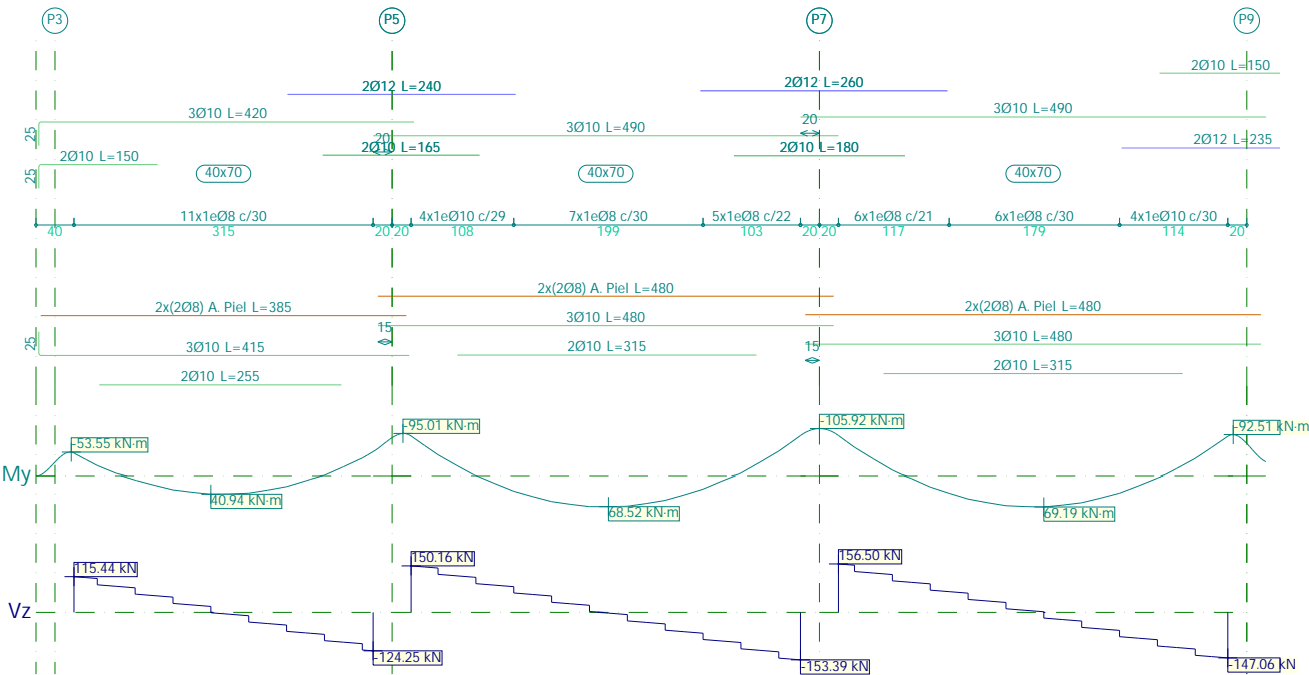 P3 P5 P7 P9
2Ø10 L=150
2Ø12 L=240 2Ø12 L=260
3Ø10 L=420 3Ø10 L=490
20
25 20 3Ø10 L=490
2Ø10 L=150 2Ø10 L=165 2Ø10 L=180 2Ø12 L=235
25 40x70 40x70 40x70
11x1eØ8 c/30 4x1eØ10 c/29 7x1eØ8 c/30 5x1eØ8 c/22 6x1eØ8 c/21 6x1eØ8 c/30 4x1eØ10 c/30
40 315 20 20 108 199 103 20 20 117 179 114 20
2x(2Ø8) A. Piel L=480
2x(2Ø8) A. Piel L=385 2x(2Ø8) A. Piel L=480
15 3Ø10 L=480
25 3Ø10 L=415 2Ø10 L=315 15 3Ø10 L=480
2Ø10 L=255 2Ø10 L=315
-53.55 kN·m -95.01 kN·m -105.92 kN·m -92.51 kN·m
My
40.94 kN·m 68.52 kN·m 69.19 kN·m
115.44 kN 150.16 kN 156.50 kN
Vz
-124.25 kN -153.39 kN -147.06 kN